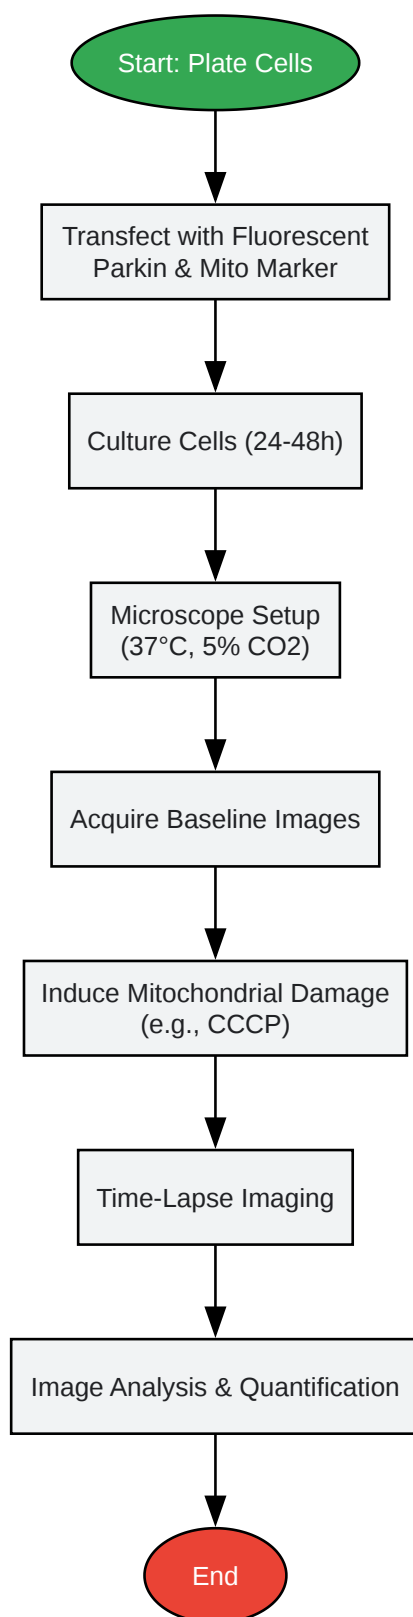 Start: Plate Cells
Transfect with Fluorescent
Parkin & Mito Marker
Culture Cells (24-48h)
Microscope Setup
(37°C, 5% CO2)
Acquire Baseline Images
Induce Mitochondrial Damage
(e.g., CCCP)
Time-Lapse Imaging
Image Analysis & Quantification
End